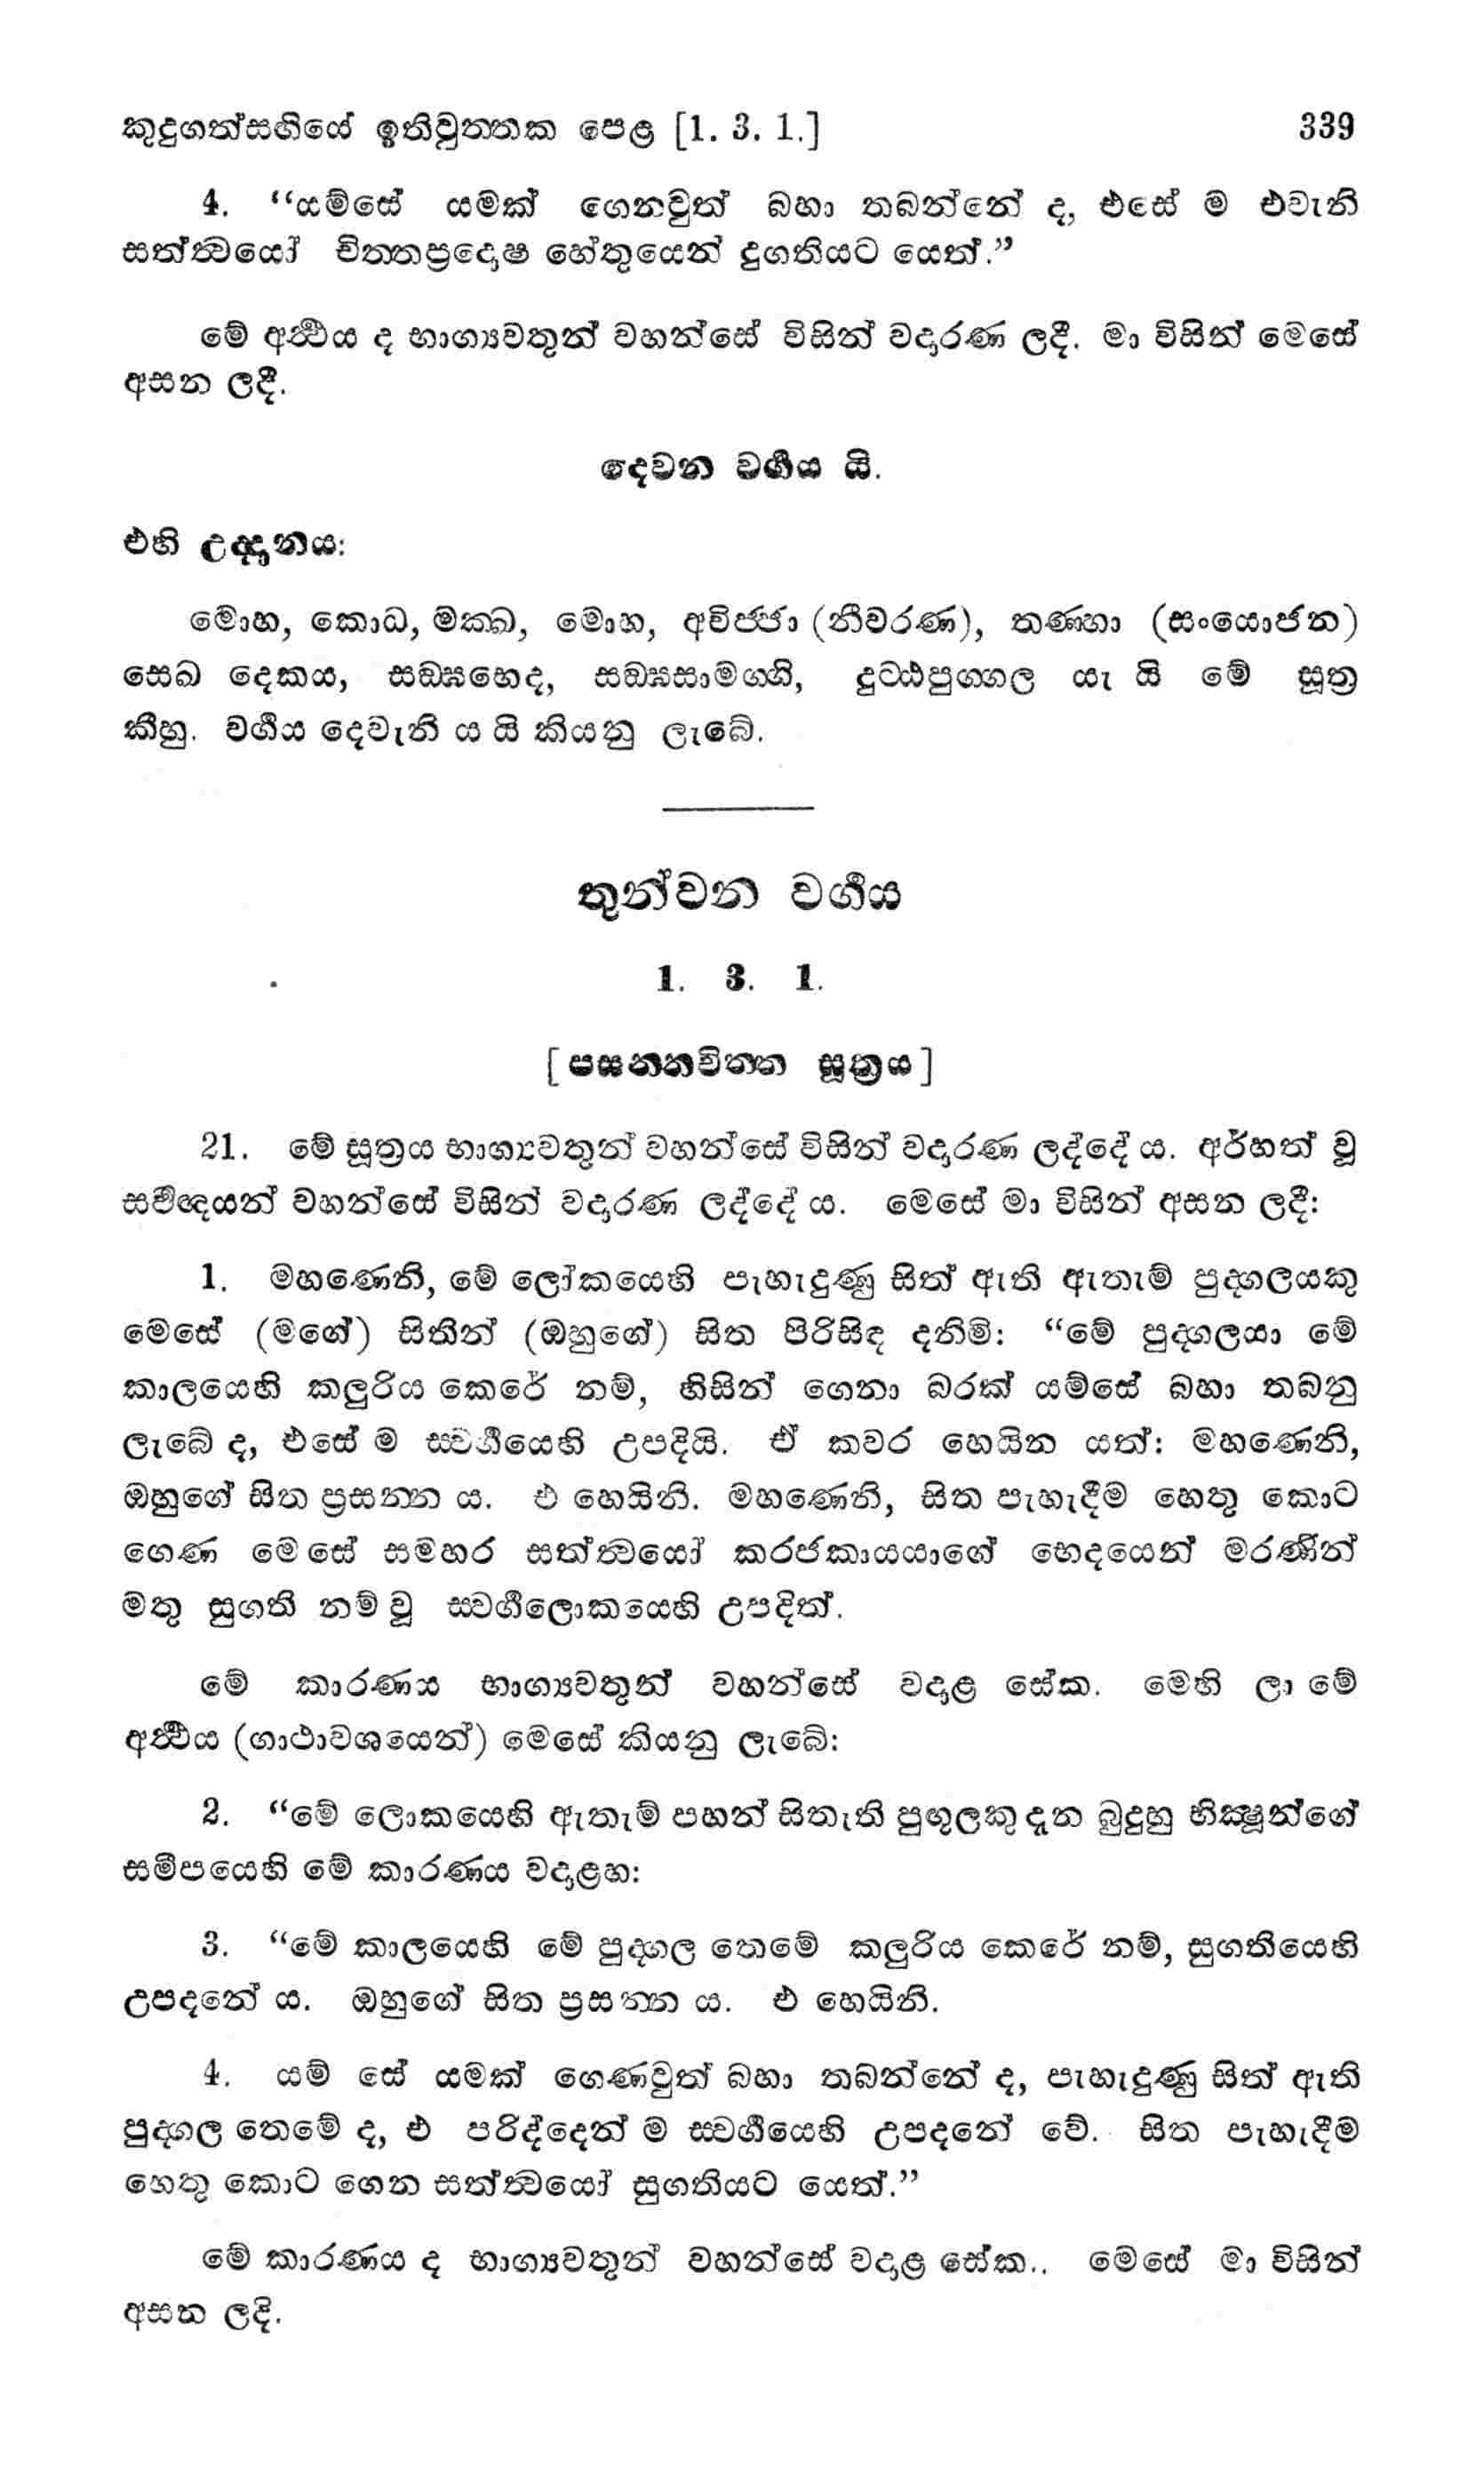 කුදුගත්සඟියේ ඉතිවුත්‍තක පෙළ [1. 3. 1.] 339
4. “යම්සේ යමක් ගෙනවුත් බහා තබන්නේ ද, එසේ ම එවැනි
සත්ත්‍වයෝ චිත්‍තප්‍රදොෂ හේතුයෙන් දුගතියට යෙත්.”
මේ අර්‍ථය ද භාග්‍යවතුන් වහන්සේ විසින් වදාරණ ලදී. මා විසින් මෙසේ
අසන ලදී.
දෙවන වර්‍ගය යි.
එහි උද්‍දානය:
මොහ, කොධ, මක්‍ඛ, මොහ, අවිජ්ජා (නීවරණ), තණ්හා (සංයොජන)
සෙඛ දෙකය, සඞ්ඝභෙද, සඞ්ඝසාමග්ගි, දුට්ඨපුග්ගල යැ යි මේ සූත්‍ර
කීහු. වර්‍ගය දෙවැනි ය යි කියනු ලැබේ.
තුන්වන වර්‍ගය
1. 3. 1.
[පසන්නචිත්‍ත සූත්‍රය]
21. මේ සූත්‍රය භාග්‍යවතුන් වහන්සේ විසින් වදාරණ ලද්දේ ය. අර්හත් වූ
සර්‍වඥයන් වහන්සේ විසින් වදාරණ ලද්දේ ය. මෙසේ මා විසින් අසන ලදී:
1. මහණෙනි, මේ ලෝකයෙහි පැහැදුණු සිත් ඇති ඇතැම් පුද්‍ගලයකු
මෙසේ (මගේ) සිතින් (ඔහුගේ) සිත පිරිසිඳ දනිමි: “මේ පුද්‍ගලයා මේ
කාලයෙහි කලුරිය කෙරේ නම්, හිසින් ගෙනා බරක් යම්සේ බහා තබනු
ලැබේ ද, එසේ ම ස්‍වර්‍ගයෙහි උපදියි. ඒ කවර හෙයින යත්: මහණෙනි,
ඔහුගේ සිත ප්‍රසන්‍න ය. එ හෙයිනි. මහණෙනි, සිත පැහැදීම හෙතු කොට
ගෙණ මෙසේ සමහර සත්ත්‍වයෝ කරජකායයාගේ භෙදයෙන් මරණින්
මතු සුගති නම් වූ ස්‍වර්‍ගලොකයෙහි උපදිත්.
මේ කාරණය භාග්‍යවතුන් වහන්සේ වදාළ සේක. මෙහි ලා මේ
අර්‍ථය (ගාථාවශයෙන්) මෙසේ කියනු ලැබේ:
2. “මේ ලොකයෙහි ඇතැම් පහන් සිතැති පුඟුලකු දැන බුදුහු භික්‍ෂූන්ගේ
සමීපයෙහි මේ කාරණය වදාළහ:
3. “මේ කාලයෙහි මේ පුද්‍ගල තෙමේ කලුරිය කෙරේ නම්, සුගතියෙහි
උපදනේ ය. ඔහුගේ සිත ප්‍රසන්‍න ය. එ හෙයිනි.
4. යම් සේ යමක් ගෙණවුත් බහා තබන්නේ ද, පැහැදුණු සිත් ඇති
පුද්‍ගල තෙමේ ද, එ පරිද්දෙන් ම ස්‍වර්‍ගයෙහි උපදනේ වේ. සිත පැහැදීම
හෙතු කොට ගෙන සත්ත්‍වයෝ සුගතියට යෙත්.”
මේ කාරණය ද භාග්‍යවතුන් වහන්සේ වදාළ සේක.. මෙසේ මා විසින්
අසන ලදි.